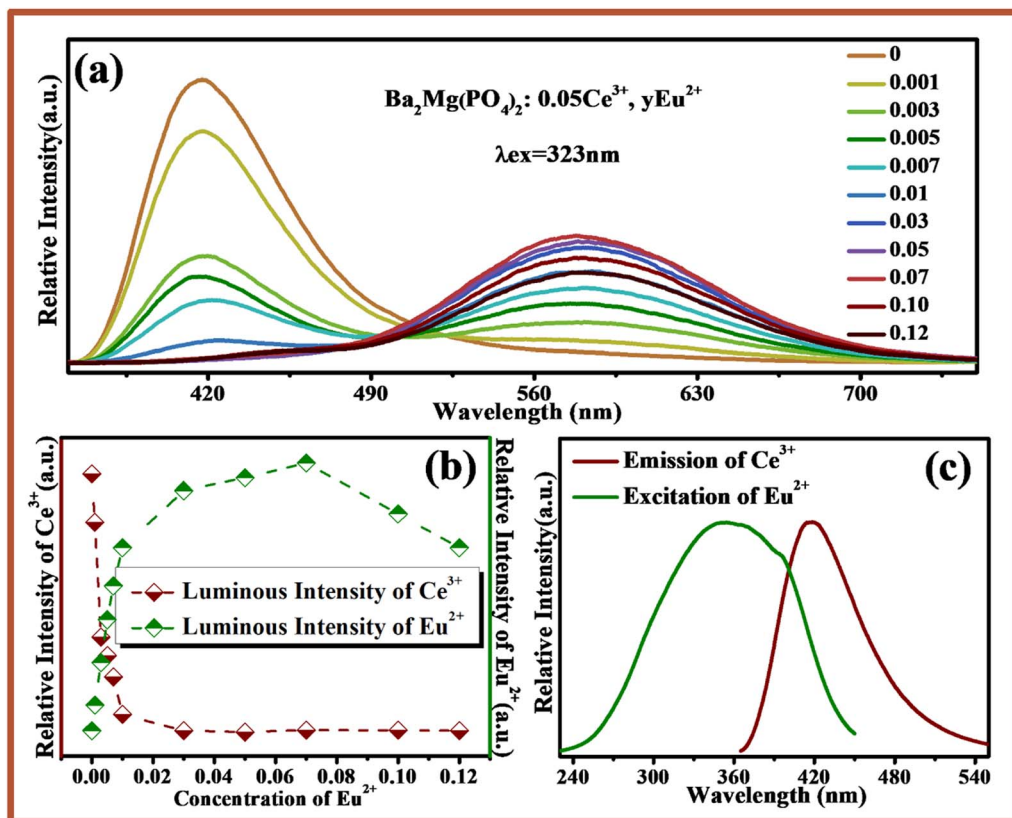 (a)
Relative Intensity(a.u.)
Ba₂Mg(PO₄)₂: 0.05Ce³⁺, yEu²⁺
λex=323nm
0
0.001
0.003
0.005
0.007
0.01
0.03
0.05
0.07
0.10
0.12
420 490 560 630 700
Wavelength (nm)
(b)
Relative Intensity of Ce³⁺(a.u.)
Relative Intensity of Eu²⁺(a.u.)
Luminous Intensity of Ce³⁺
Luminous Intensity of Eu²⁺
0.00 0.02 0.04 0.06 0.08 0.10 0.12
Concentration of Eu²⁺
(c)
Relative Intensity(a.u.)
Emission of Ce³⁺
Excitation of Eu²⁺
240 300 360 420 480 540
Wavelength (nm)